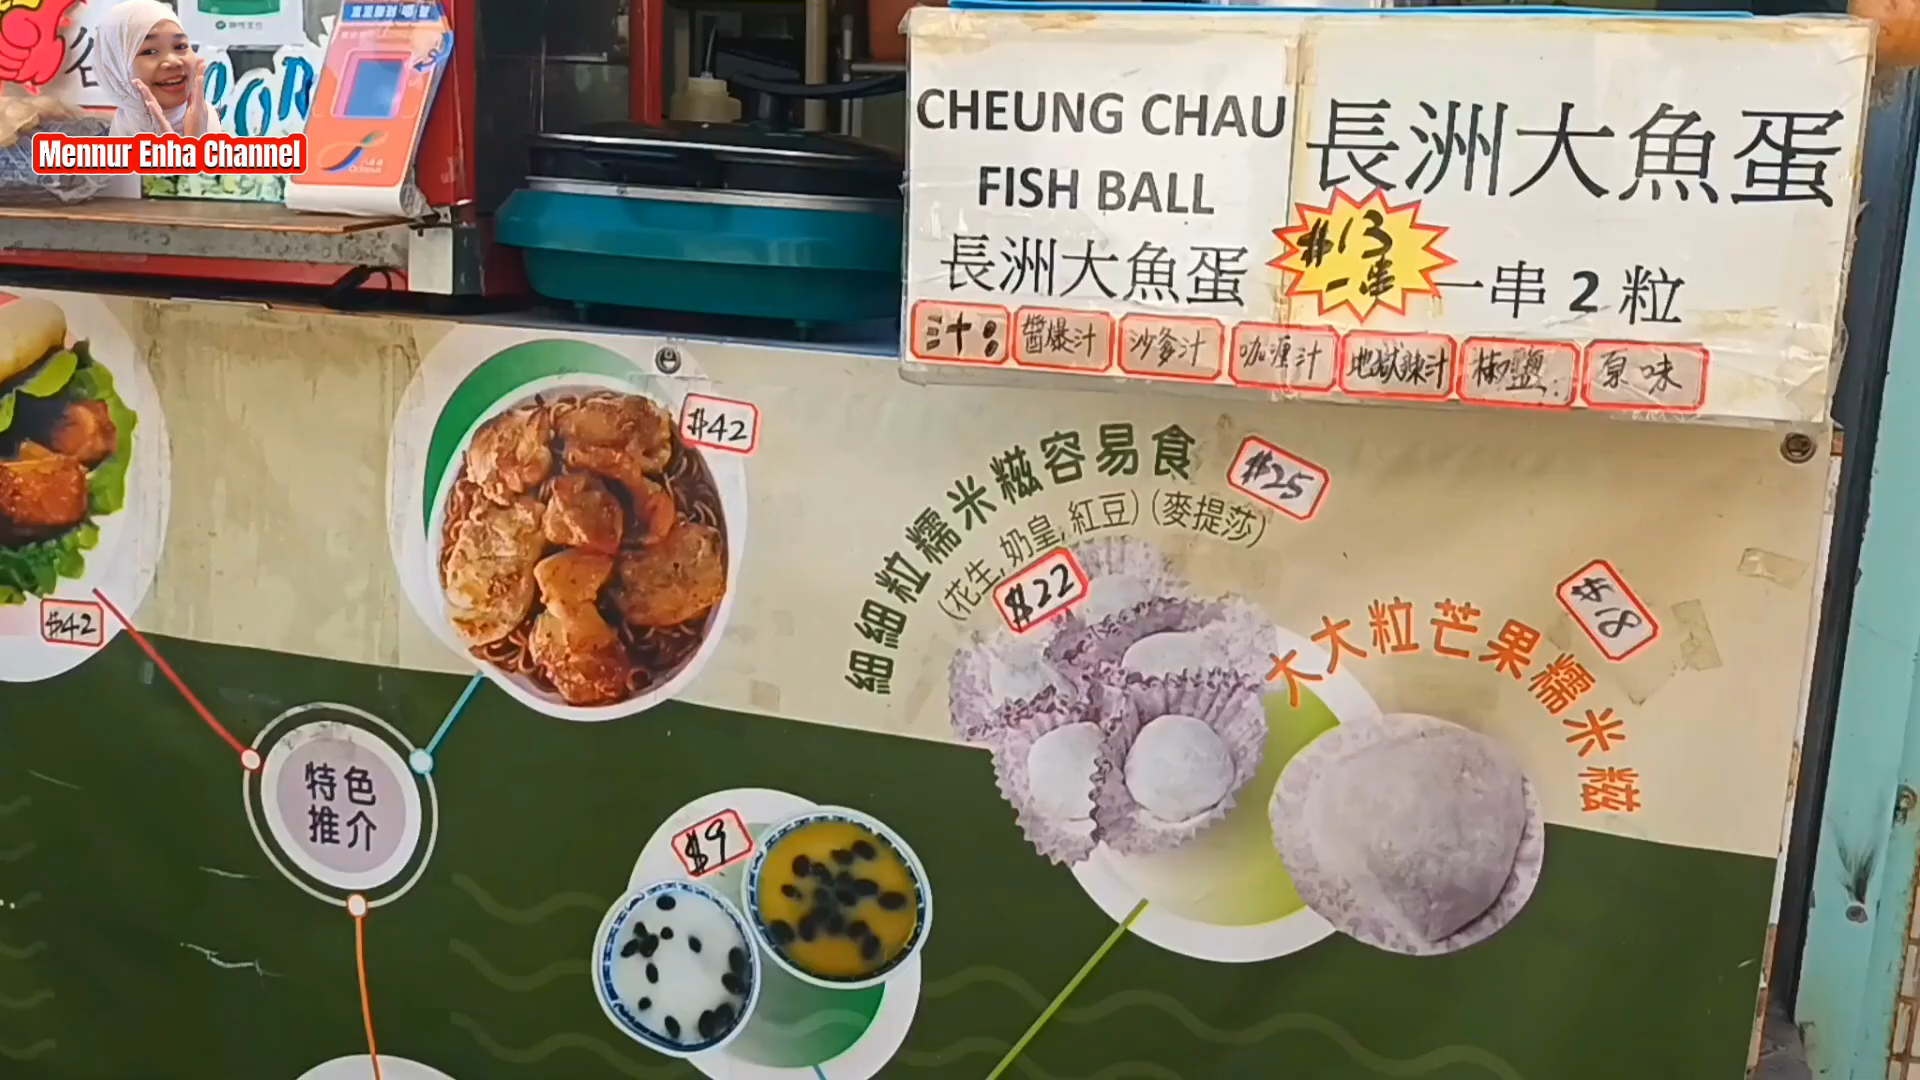 Mennur Enha Channel
CHEUNG CHAU
FISH BALL
長洲大魚蛋
長洲大魚蛋
$13
一串
一串 2 粒
汁:
醬爆汁
沙爹汁
咖喱汁
地獄辣汁
椒鹽
原味
$42
$42
細細粒糯米糍容易食
$25
(花生, 奶皇, 紅豆) (麥提莎)
$22
大大粒芒果糯米糍
$18
特色
推介
$9